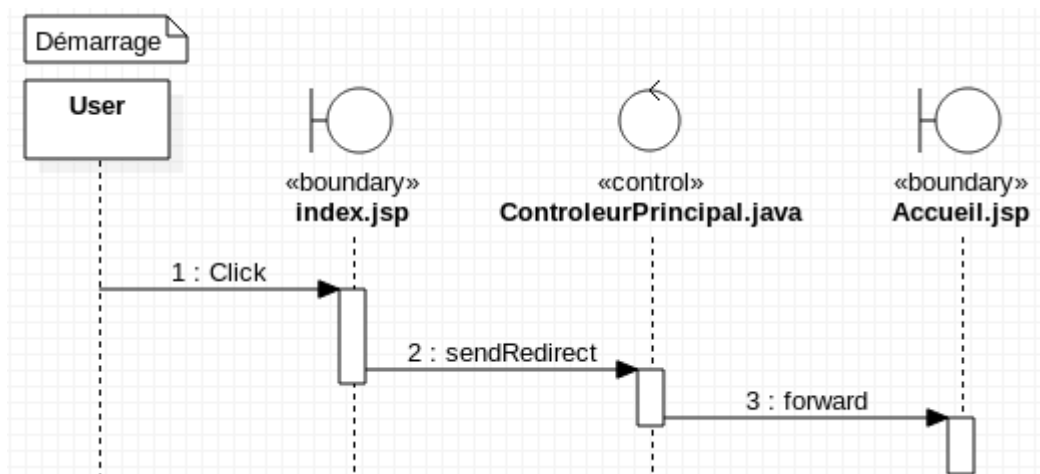 Démarrage
User
«boundary»
index.jsp
«control»
ControleurPrincipal.java
«boundary»
Accueil.jsp
1 : Click
2 : sendRedirect
3 : forward